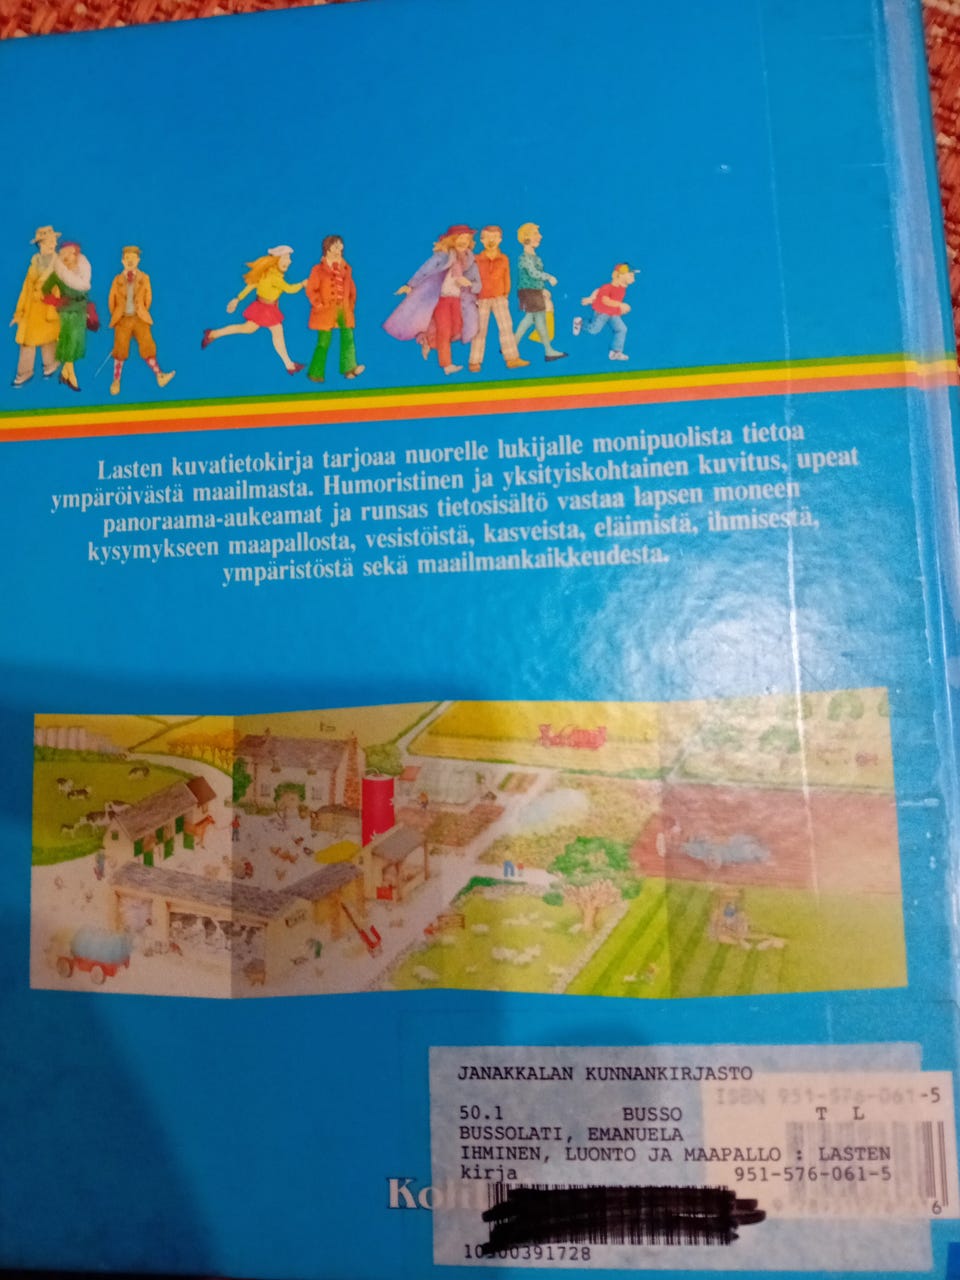 Lasten kuvatietokirja tarjoaa nuorelle lukijalle monipuolista tietoa
ympäröivästä maailmasta. Humoristinen ja yksityiskohtainen kuvitus, upeat
panoraama-aukeamat ja runsas tietosisältö vastaa lapsen moneen
kysymykseen maapallosta, vesistöistä, kasveista, eläimistä, ihmisestä,
ympäristöstä sekä maailmankaikkeudesta.
JANAKKALAN KUNNANKIRJASTO
ISBN 951-576-061-5
50.1 BUSSO T L
BUSSOLATI, EMANUELA
IHMINEN, LUONTO JA MAAPALLO : LASTEN
kirja 951-576-061-5
6